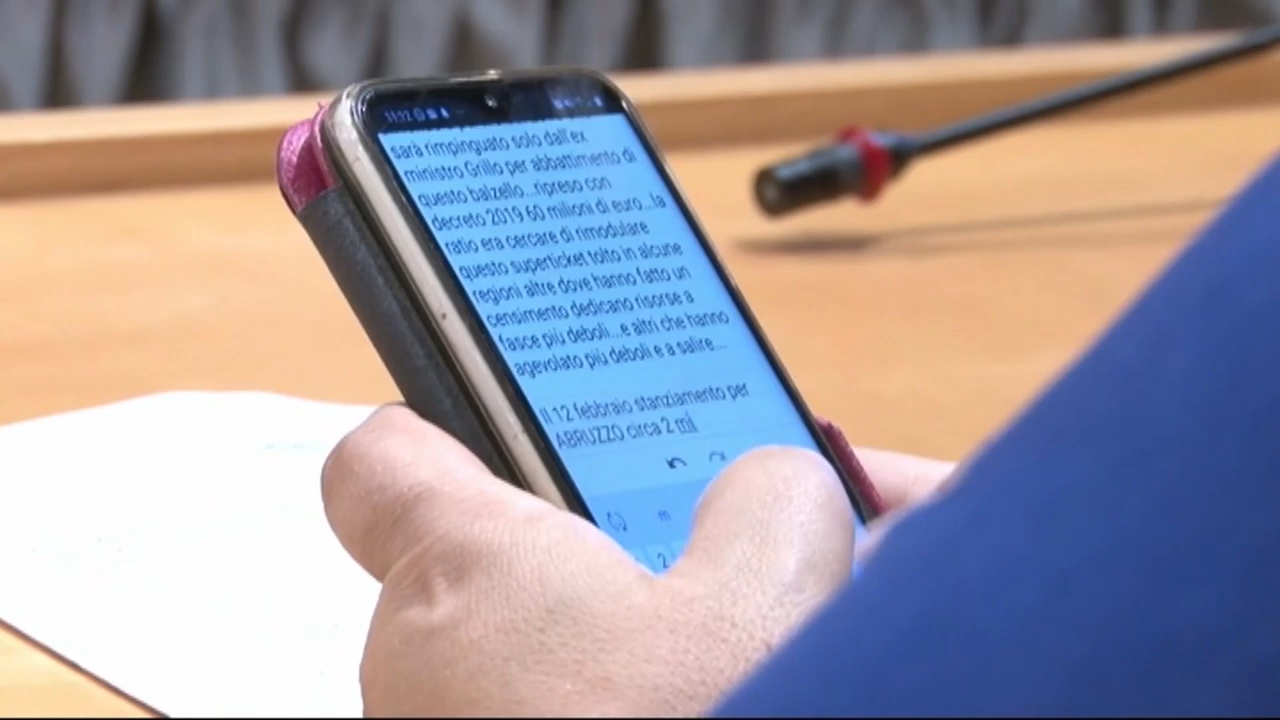 11:12
sarà rimpinguato solo dall'ex
ministro Grillo per abbattimento di
questo balzello...ripreso con
decreto 2019 60 milioni di euro...la
ratio era cercare di rimodulare
questo superticket tolto in alcune
regioni altre dove hanno fatto un
censimento dedicano risorse a
fasce più deboli...e altri che hanno
agevolato più deboli e a salire...
Il 12 febbraio stanziamento per
ABRUZZO circa 2 mi
m
2